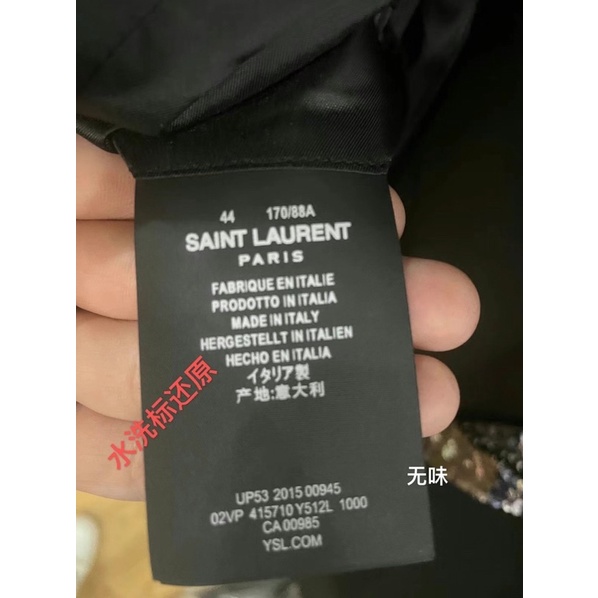 44 170/88A
SAINT LAURENT
PARIS
FABRIQUE EN ITALIE
PRODOTTO IN ITALIA
MADE IN ITALY
HERGESTELLT IN ITALIEN
HECHO EN ITALIA
イタリア製
产地:意大利
水洗标还原
无味
UP53 2015 00945
02VP 415710 Y512L 1000
CA 00985
YSL.COM